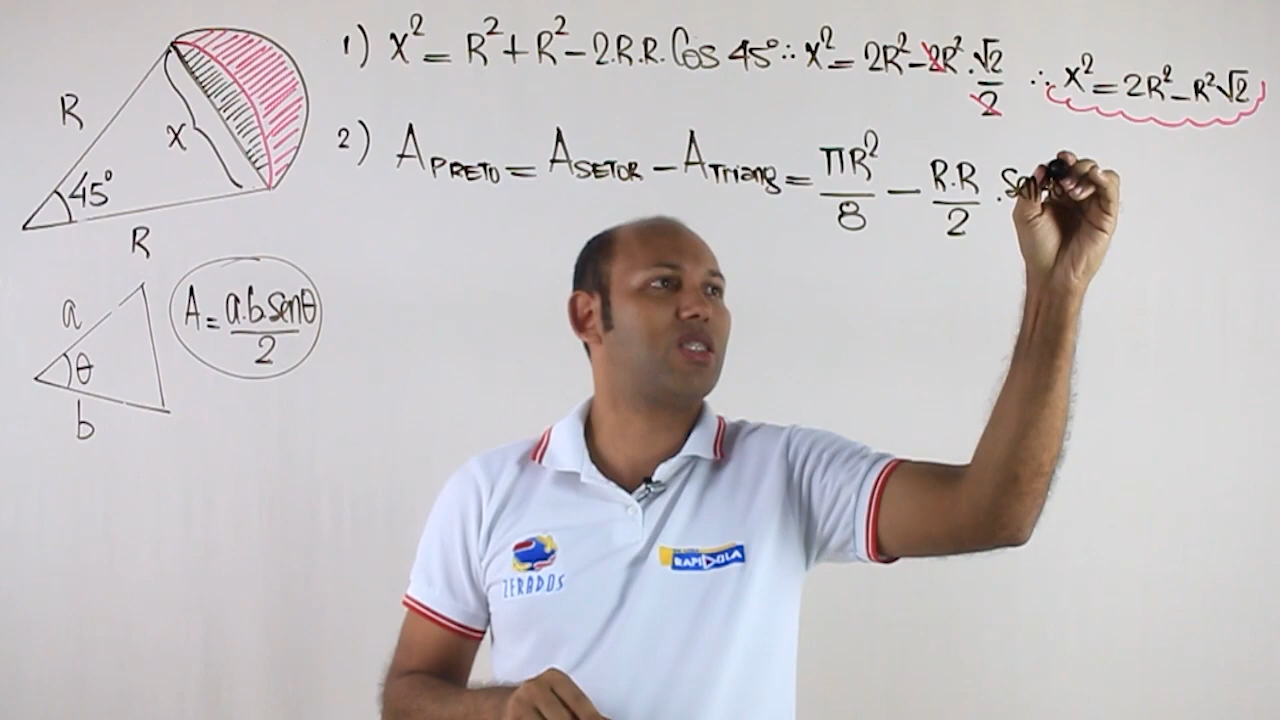 1) X² = R² + R² - 2.R.R. Cos 45° ∴ x² = 2R² - 2R² . √2/2 ∴ x² = 2R² - R²√2
2) A PRETO = A SETOR - A Triang = πR²/8 - R.R/2 . Sen
R
X
45°
R
a
θ
b
A = a.b.senθ/2
ZERADOS